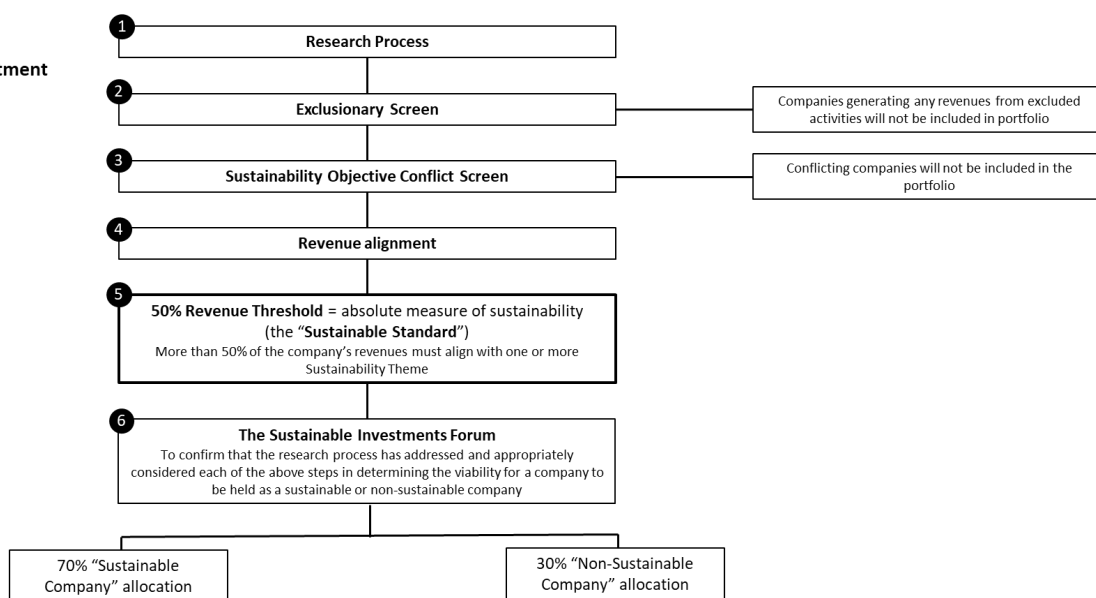 1
Research Process
tment
2
Exclusionary Screen
Companies generating any revenues from excluded
activities will not be included in portfolio
3
Sustainability Objective Conflict Screen
Conflicting companies will not be included in the
portfolio
4
Revenue alignment
5
50% Revenue Threshold = absolute measure of sustainability
(the “Sustainable Standard”)
More than 50% of the company’s revenues must align with one or more
Sustainability Theme
6
The Sustainable Investments Forum
To confirm that the research process has addressed and appropriately
considered each of the above steps in determining the viability for a company to
be held as a sustainable or non-sustainable company
70% “Sustainable
Company” allocation
30% “Non-Sustainable
Company” allocation